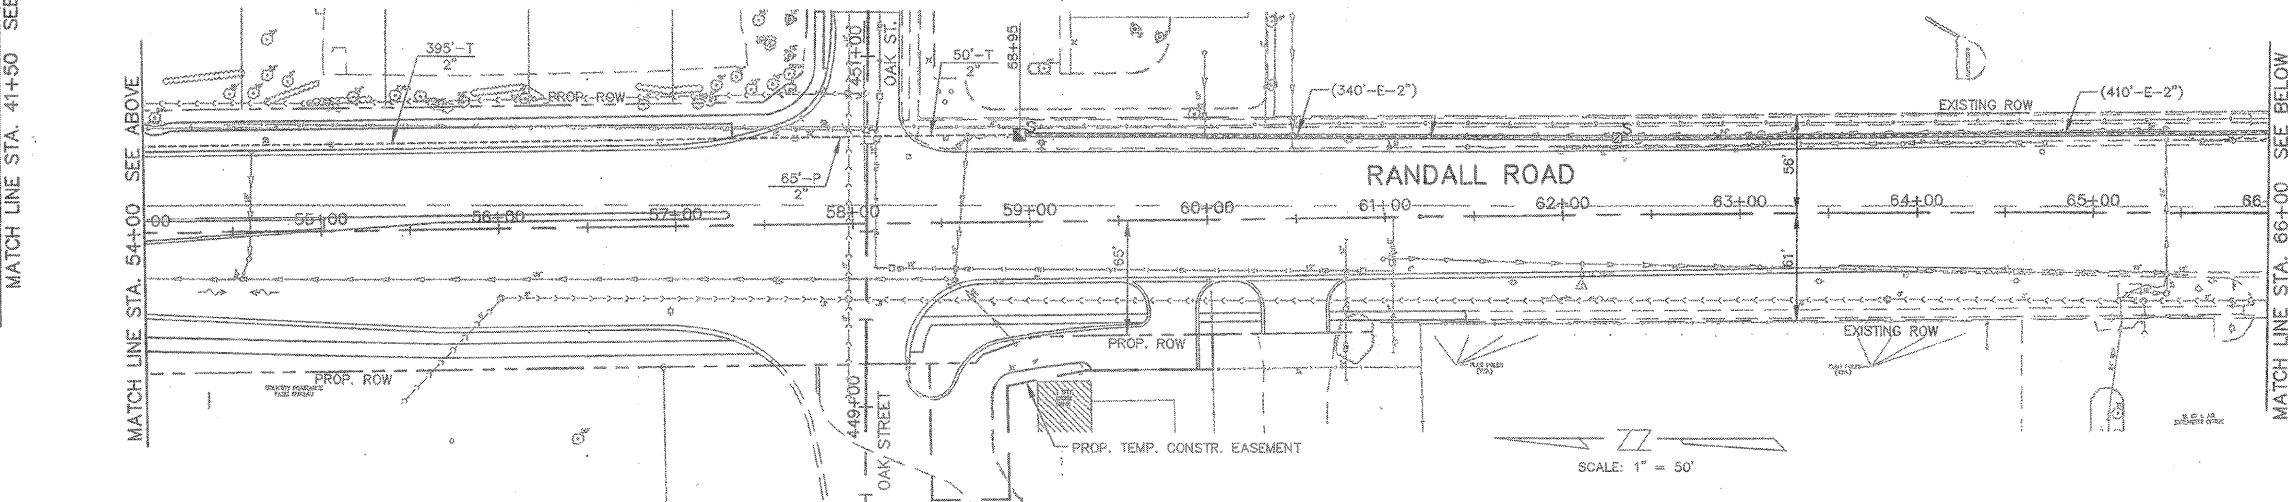 MATCH LINE STA. 41+50 SEE
MATCH LINE STA. 54+00 SEE ABOVE
395'-T
2"
PROP. ROW
451+00
OAK ST.
50'-T
2"
58+95
(340'-E-2")
EXISTING ROW
(410'-E-2")
S
S
65'-P
2"
RANDALL ROAD
56'
00
55+00
56+00
57+00
58+00
59+00
60+00
61+00
62+00
63+00
64+00
65+00
66
65'
61'
PROP. ROW
EXISTING ROW
PROP. ROW
449+00
OAK STREET
PROP. TEMP. CONSTR. EASEMENT
SCALE: 1" = 50'
MATCH LINE STA. 66+00 SEE BELOW